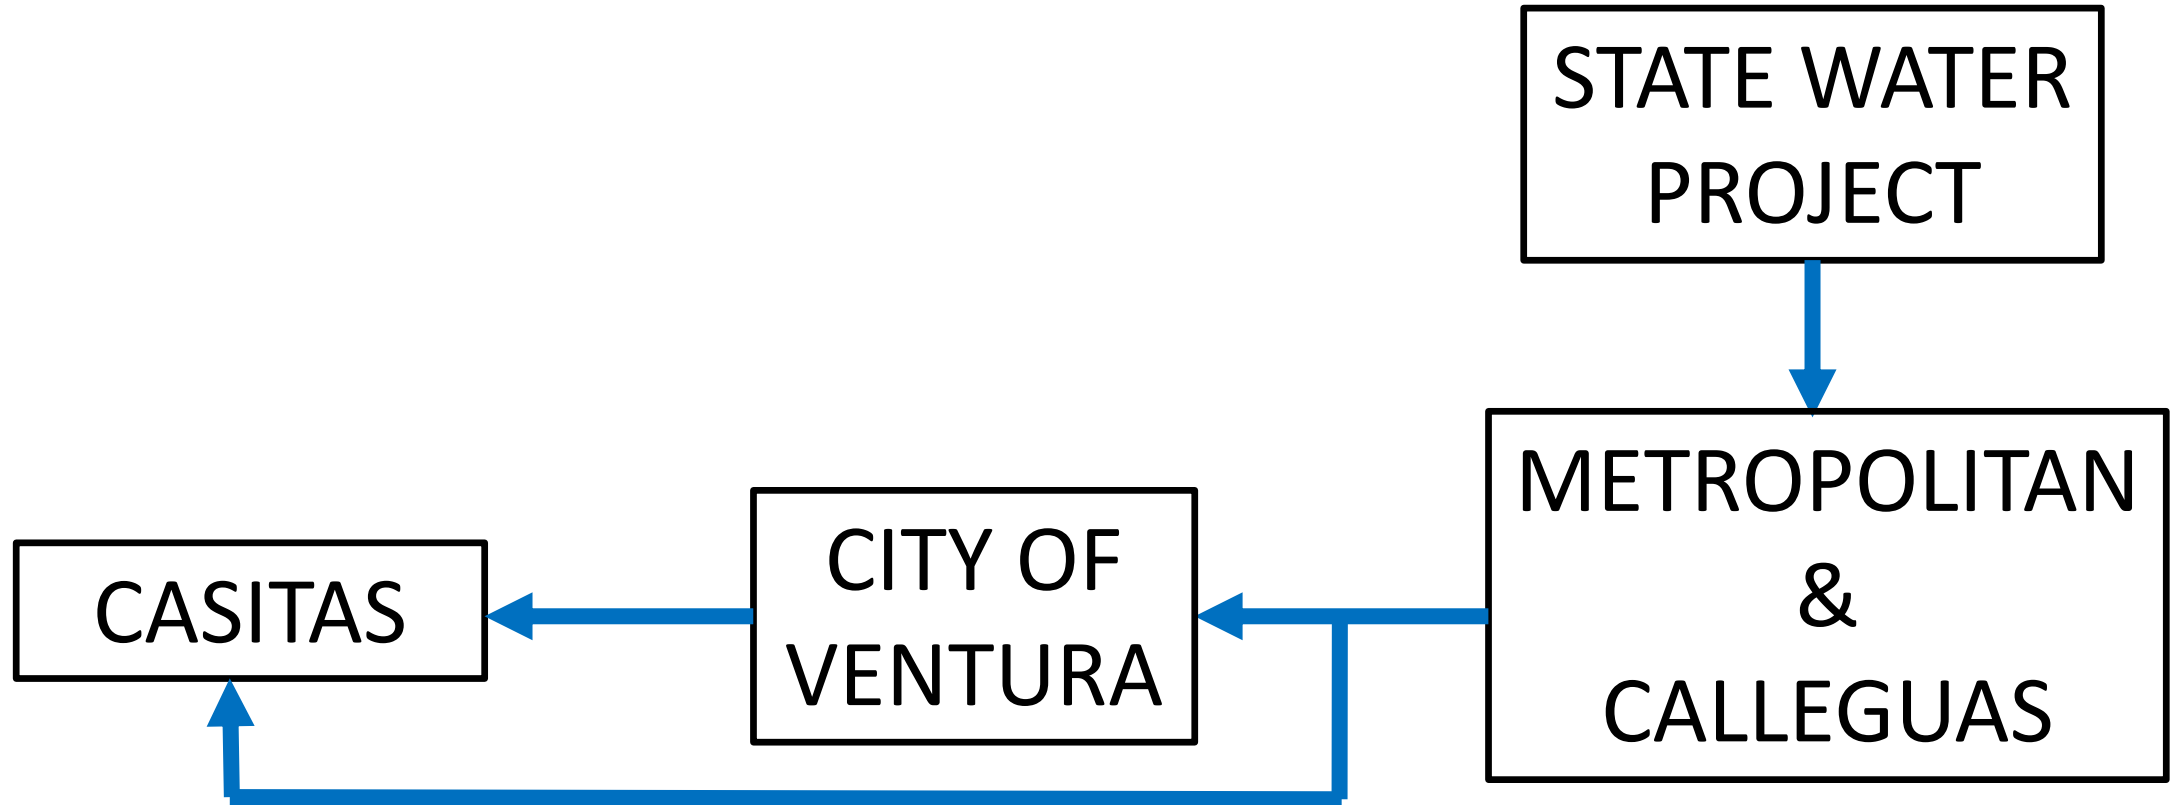 STATE WATER
PROJECT
METROPOLITAN
&
CALLEGUAS
CITY OF
VENTURA
CASITAS